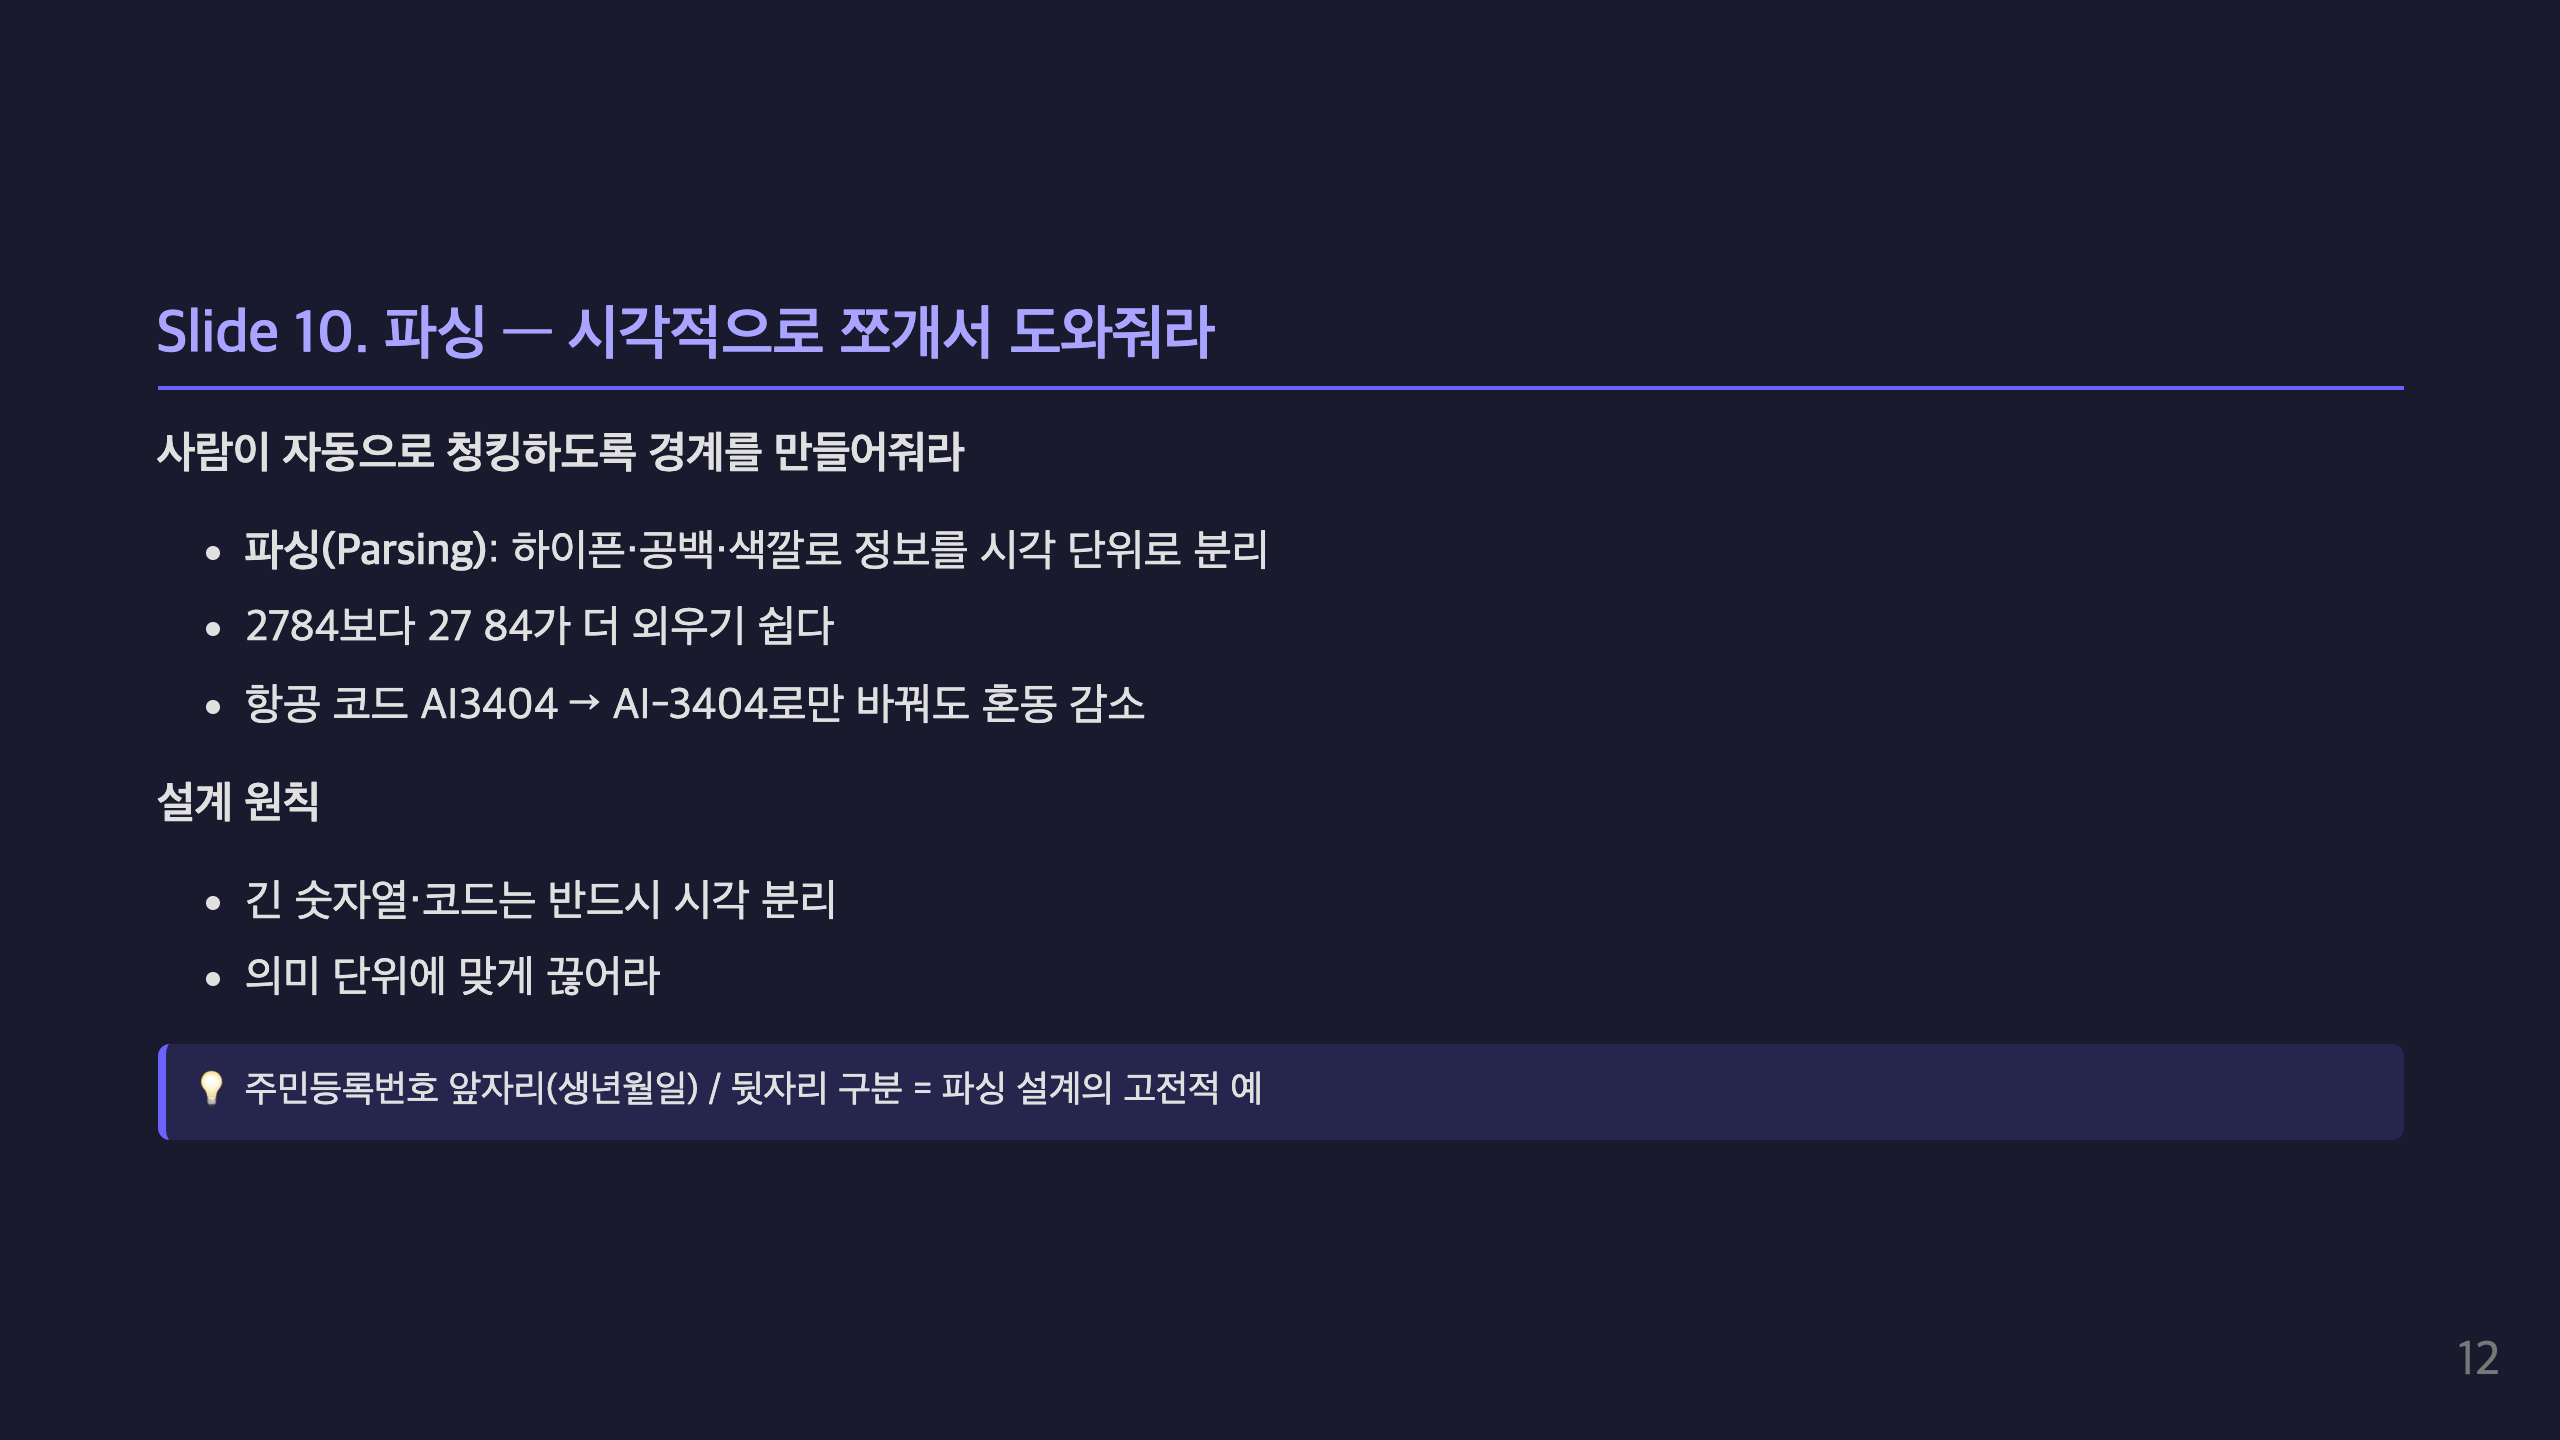 Slide 10. 파싱 — 시각적으로 쪼개서 도와줘라
사람이 자동으로 청킹하도록 경계를 만들어줘라
• 파싱(Parsing): 하이픈·공백·색깔로 정보를 시각 단위로 분리
• 2784보다 27 84가 더 외우기 쉽다
• 항공 코드 AI3404 → AI-3404로만 바꿔도 혼동 감소
설계 원칙
• 긴 숫자열·코드는 반드시 시각 분리
• 의미 단위에 맞게 끊어라
💡 주민등록번호 앞자리(생년월일) / 뒷자리 구분 = 파싱 설계의 고전적 예
12